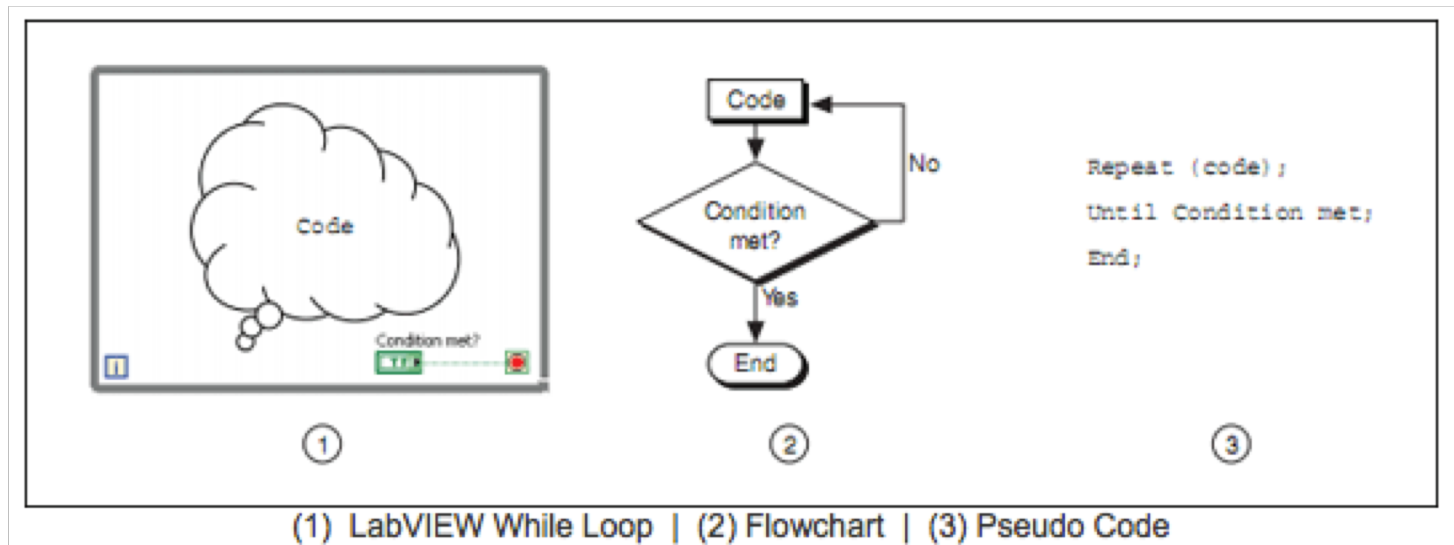 Code
Condition met?
TF
i
1
Code
No
Condition
met?
Yes
End
2
Repeat (code);
Until Condition met;
End;
3
(1) LabVIEW While Loop | (2) Flowchart | (3) Pseudo Code